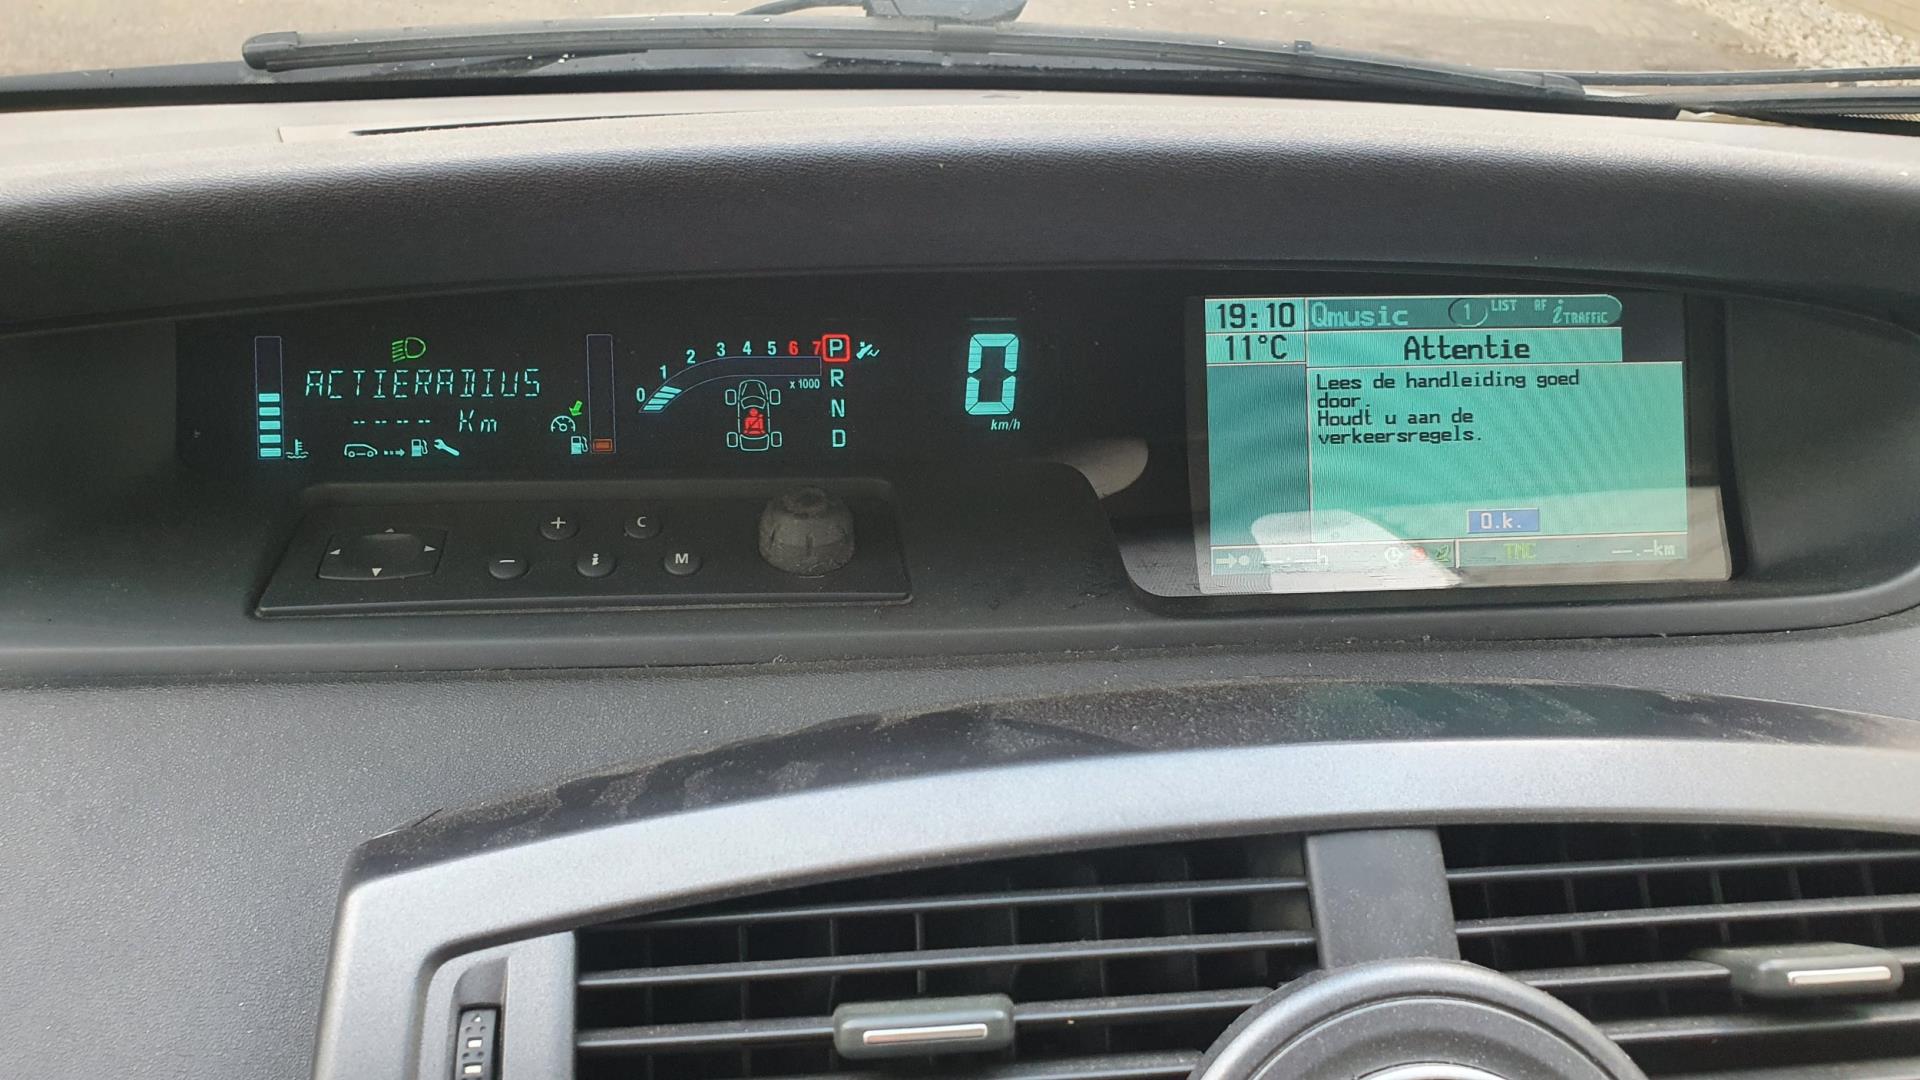 ACTIERADIUS
---- Km
0 1 2 3 4 5 6 7
x 1000
P
R
N
D
0
km/h
+ C
- i M
19:10 Qmusic 1 LIST AF i TRAFFIC
11°C Attentie
Lees de handleiding goed
door.
Houdt u aan de
verkeersregels.
O.k.
--:--h TMC --.-km